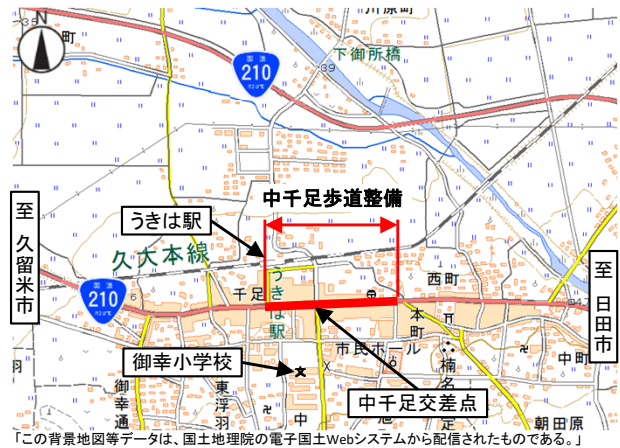 N
35
町
川原町
国道
210
39
下御所橋
国道
210
中千足歩道整備
至 久留米市
うきは駅
久大本線
うきは駅
千足
西町
至 日田市
6
本町
市民ホール
御幸小学校
中千足交差点
御幸通
東浮羽
中
楠名
中町
朝田原
「この背景地図等データは、国土地理院の電子国土Webシステムから配信されたものである。」